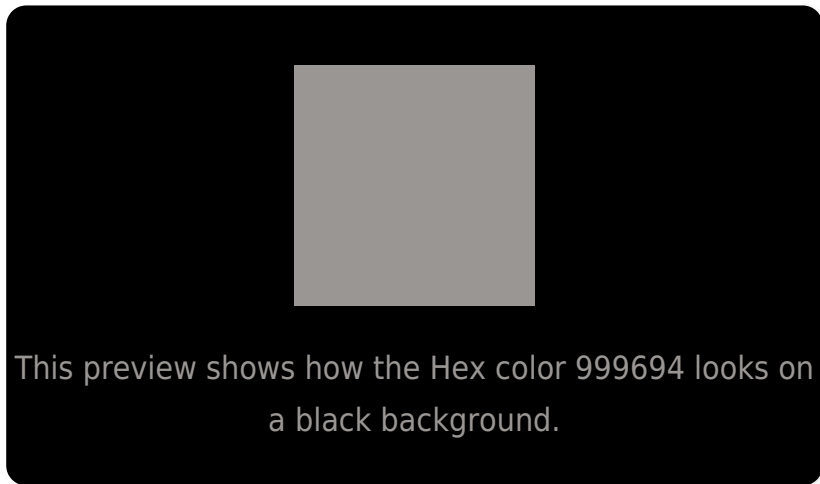 This preview shows how the Hex color 999694 looks on
a black background.